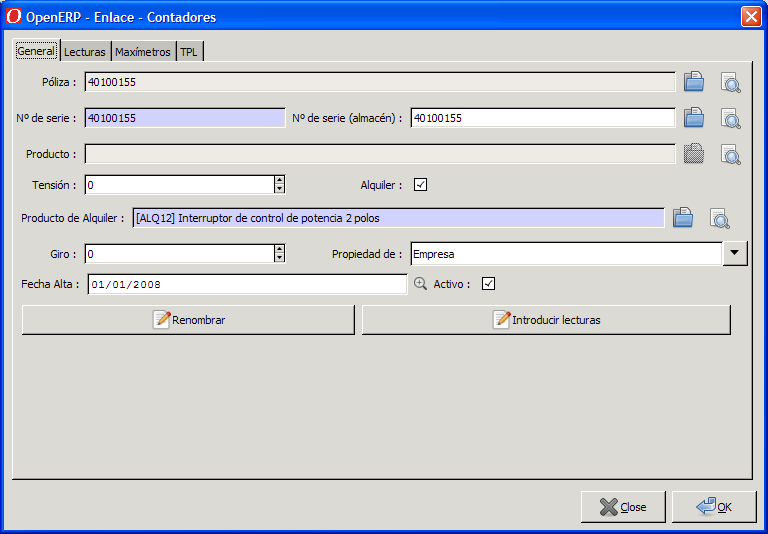 OpenERP - Enlace - Contadores
General Lecturas Maxímetros TPL
Póliza : 40100155
Nº de serie : 40100155 Nº de serie (almacén) : 40100155
Producto :
Tensión : 0 Alquiler :
Producto de Alquiler : [ALQ12] Interruptor de control de potencia 2 polos
Giro : 0 Propiedad de : Empresa
Fecha Alta : 01/01/2008 Activo :
Renombrar Introducir lecturas
Close OK